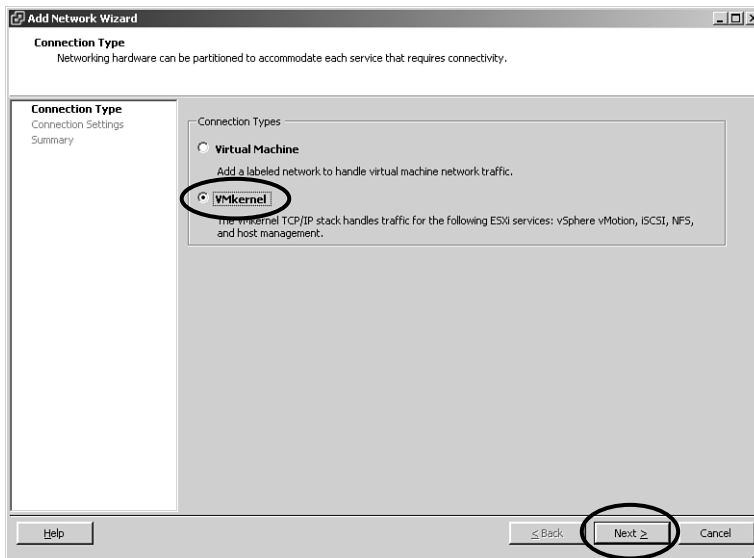 Add Network Wizard
Connection Type
Networking hardware can be partitioned to accommodate each service that requires connectivity.
Connection Type
Connection Settings
Summary
Connection Types
Virtual Machine
Add a labeled network to handle virtual machine network traffic.
VMkernel
The VMkernel TCP/IP stack handles traffic for the following ESXi services: vSphere vMotion, iSCSI, NFS,
and host management.
Help
< Back
Next >
Cancel